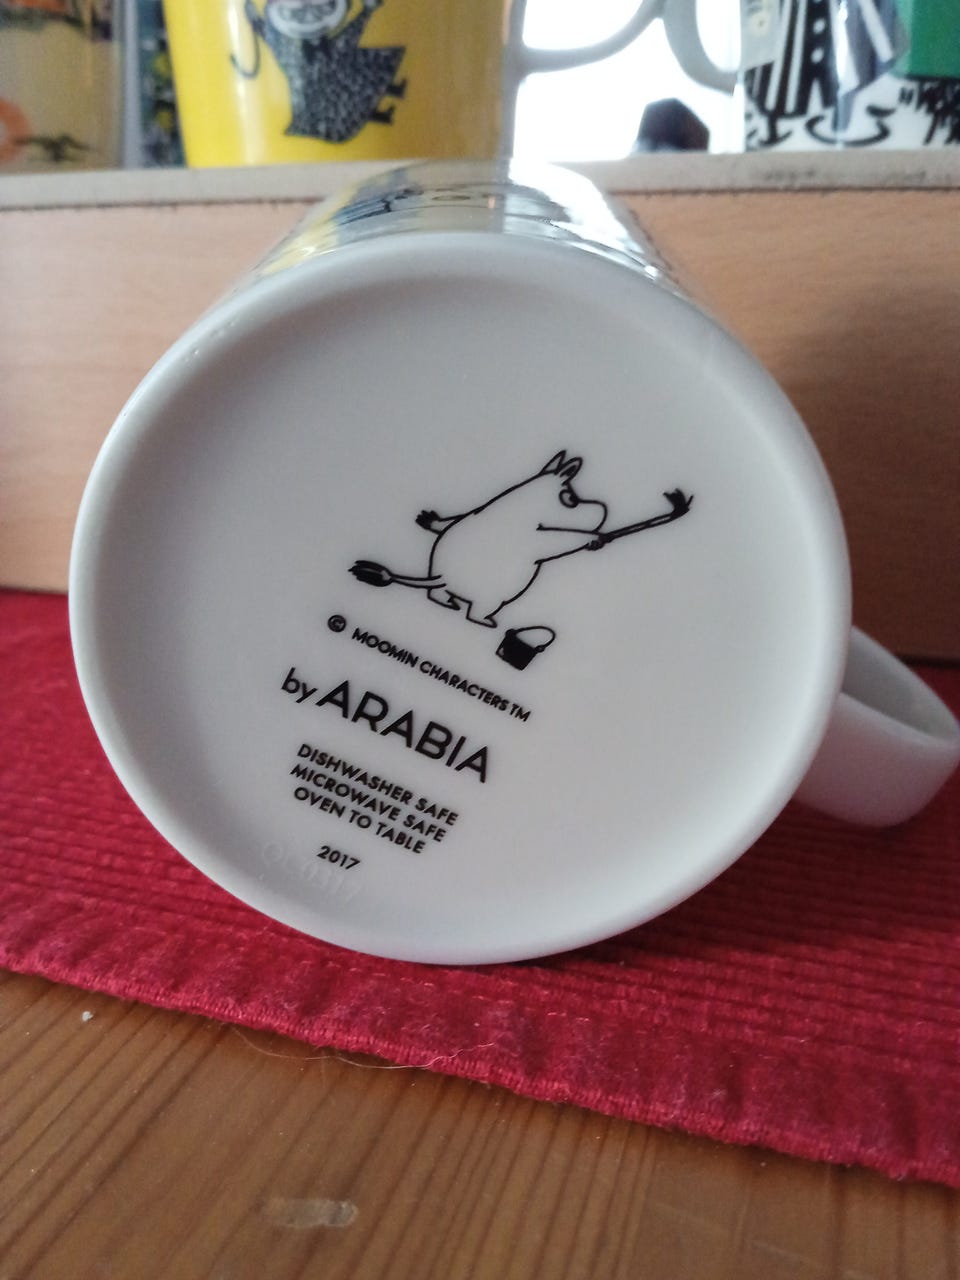 © MOOMIN CHARACTERS TM
by ARABIA
DISHWASHER SAFE
MICROWAVE SAFE
OVEN TO TABLE
2017